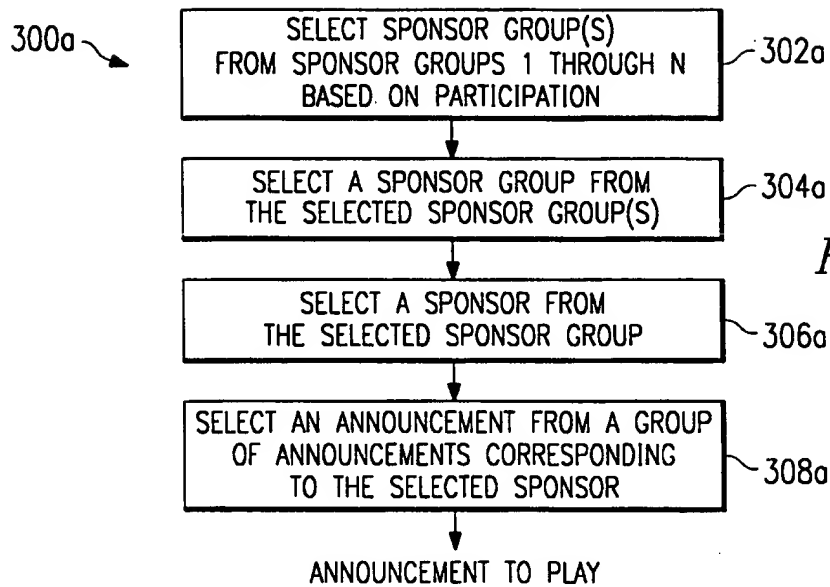 300a
SELECT SPONSOR GROUP(S)
FROM SPONSOR GROUPS 1 THROUGH N
BASED ON PARTICIPATION
302a
SELECT A SPONSOR GROUP FROM
THE SELECTED SPONSOR GROUP(S)
304a
SELECT A SPONSOR FROM
THE SELECTED SPONSOR GROUP
306a
SELECT AN ANNOUNCEMENT FROM A GROUP
OF ANNOUNCEMENTS CORRESPONDING
TO THE SELECTED SPONSOR
308a
ANNOUNCEMENT TO PLAY